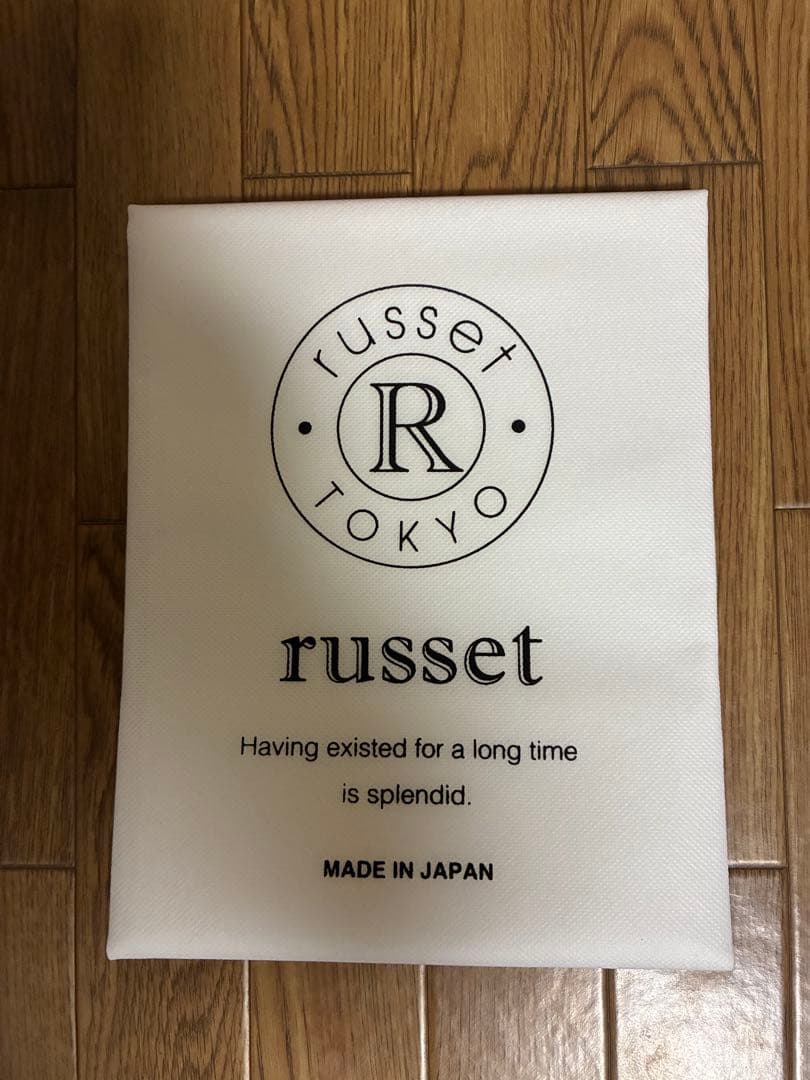 russet
R
TOKYO
russet
Having existed for a long time
is splendid.
MADE IN JAPAN